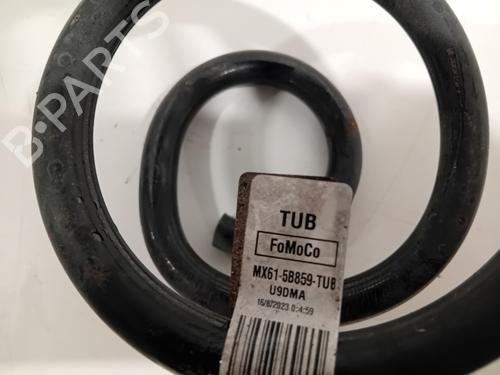 B-PARTS
TUB
FoMoCo
MX61-5B859-TUB
U9DMA
16/8/2023 0:4:59